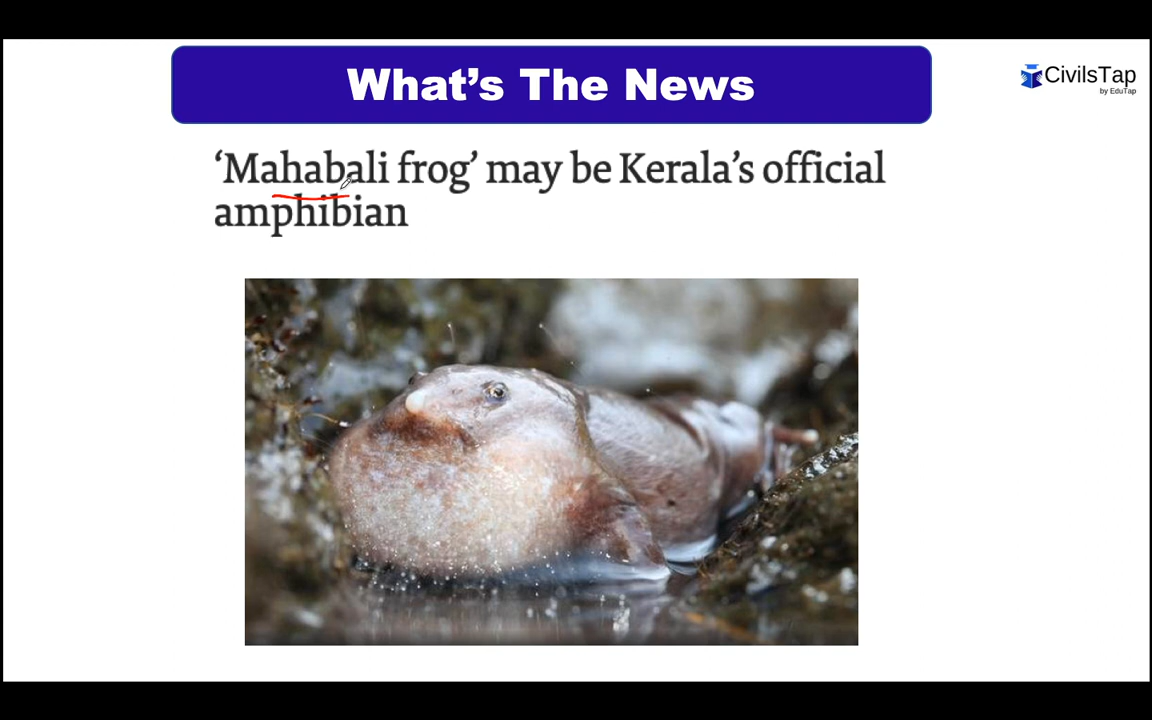 What's The News
CivilsTap
by EduTap
‘Mahabali frog’ may be Kerala’s official
amphibian